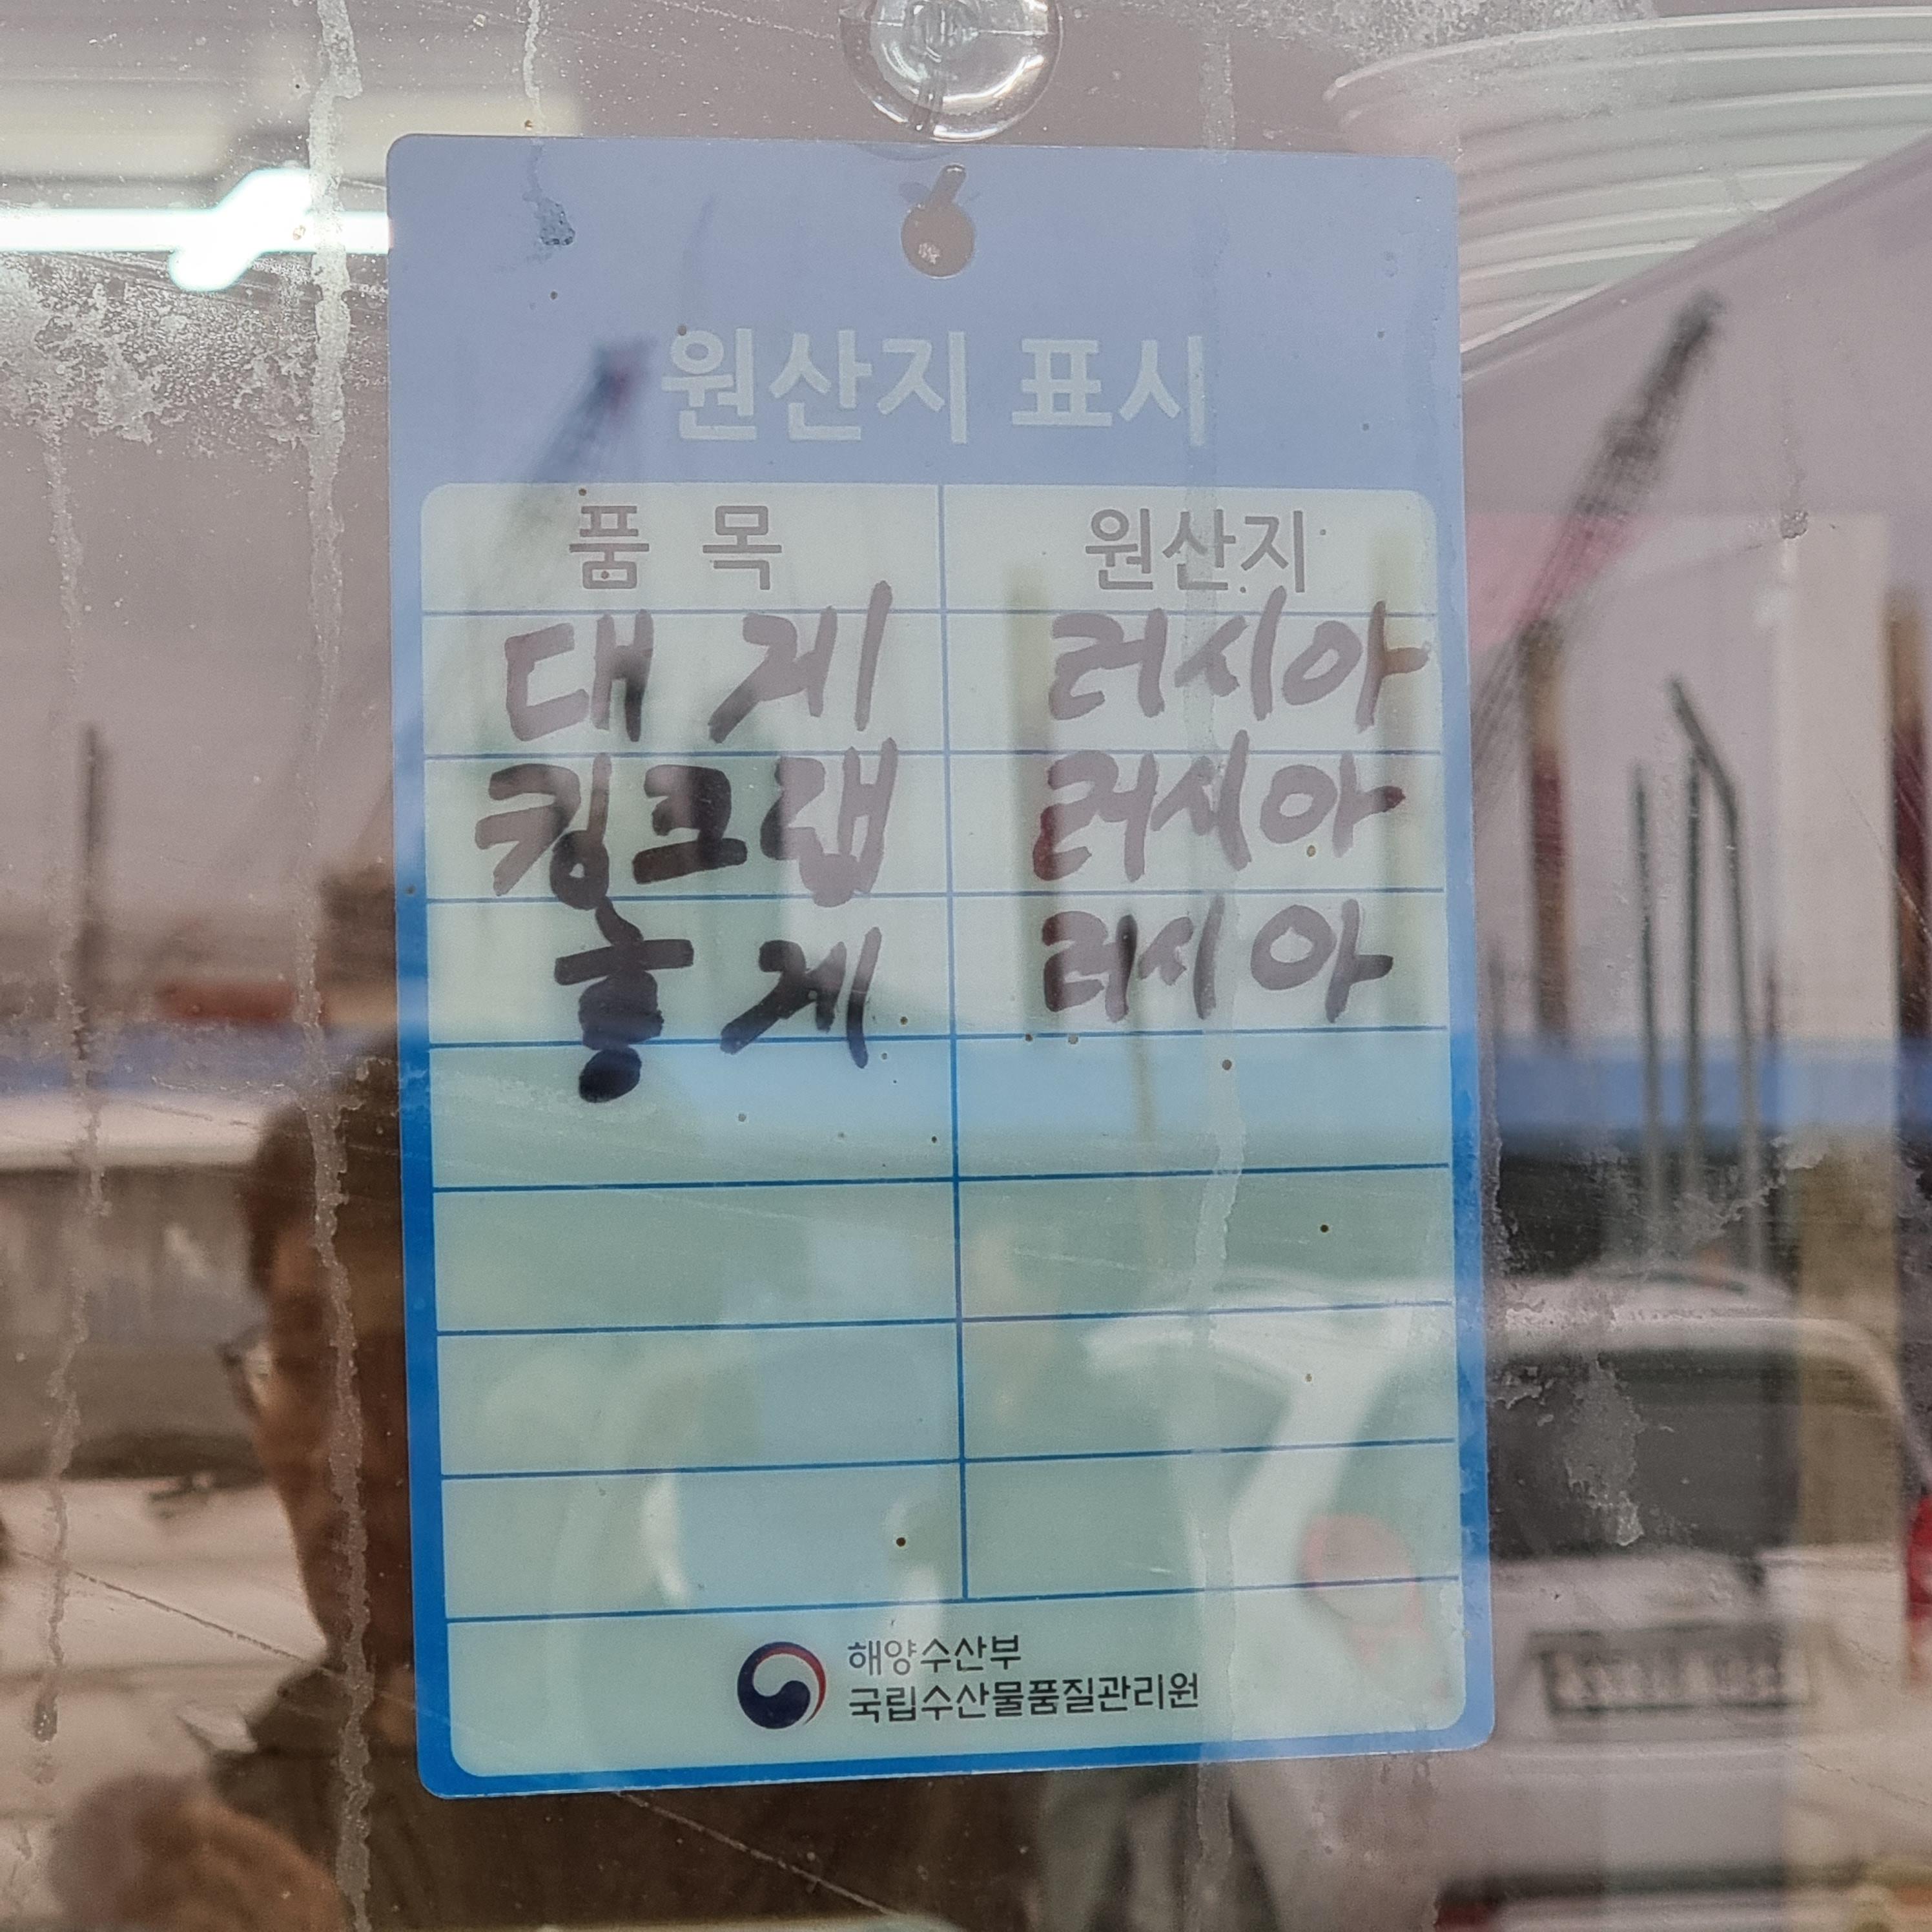 원산지 표시
품 목 원산지
대 게 러시아
킹크랩 러시아
홍 게 러시아
해양수산부
국립수산물품질관리원